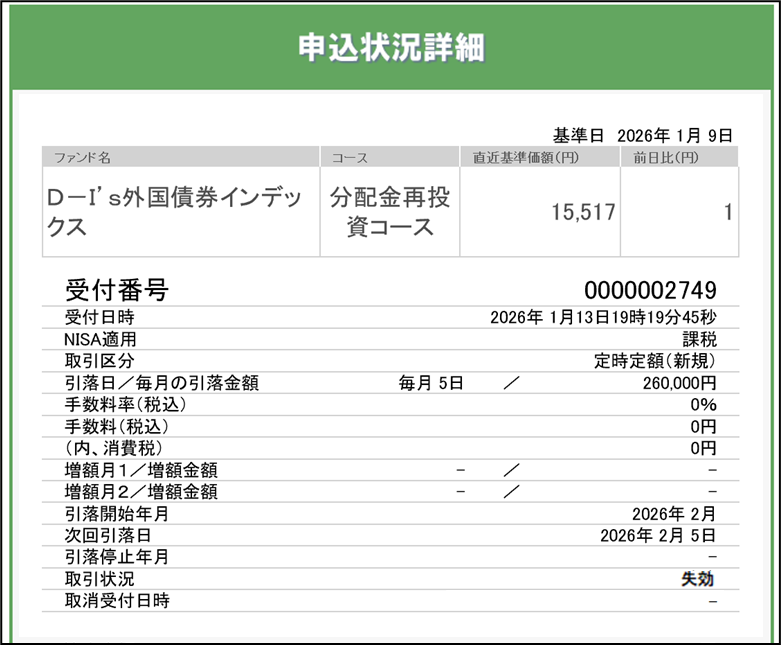 申込状況詳細
基準日 2026年 1月 9日
ファンド名 コース 直近基準価額(円) 前日比(円)
D－I’s外国債券インデッ
クス
分配金再投
資コース
15,517 1
受付番号 0000002749
受付日時 2026年 1月13日19時19分45秒
NISA適用 課税
取引区分 定時定額(新規)
引落日／毎月の引落金額 毎月 5日 ／ 260,000円
手数料率(税込) 0%
手数料(税込) 0円
(内、消費税) 0円
増額月1／増額金額 － ／ －
増額月2／増額金額 － ／ －
引落開始年月 2026年 2月
次回引落日 2026年 2月 5日
引落停止年月 －
取引状況 失効
取消受付日時 －